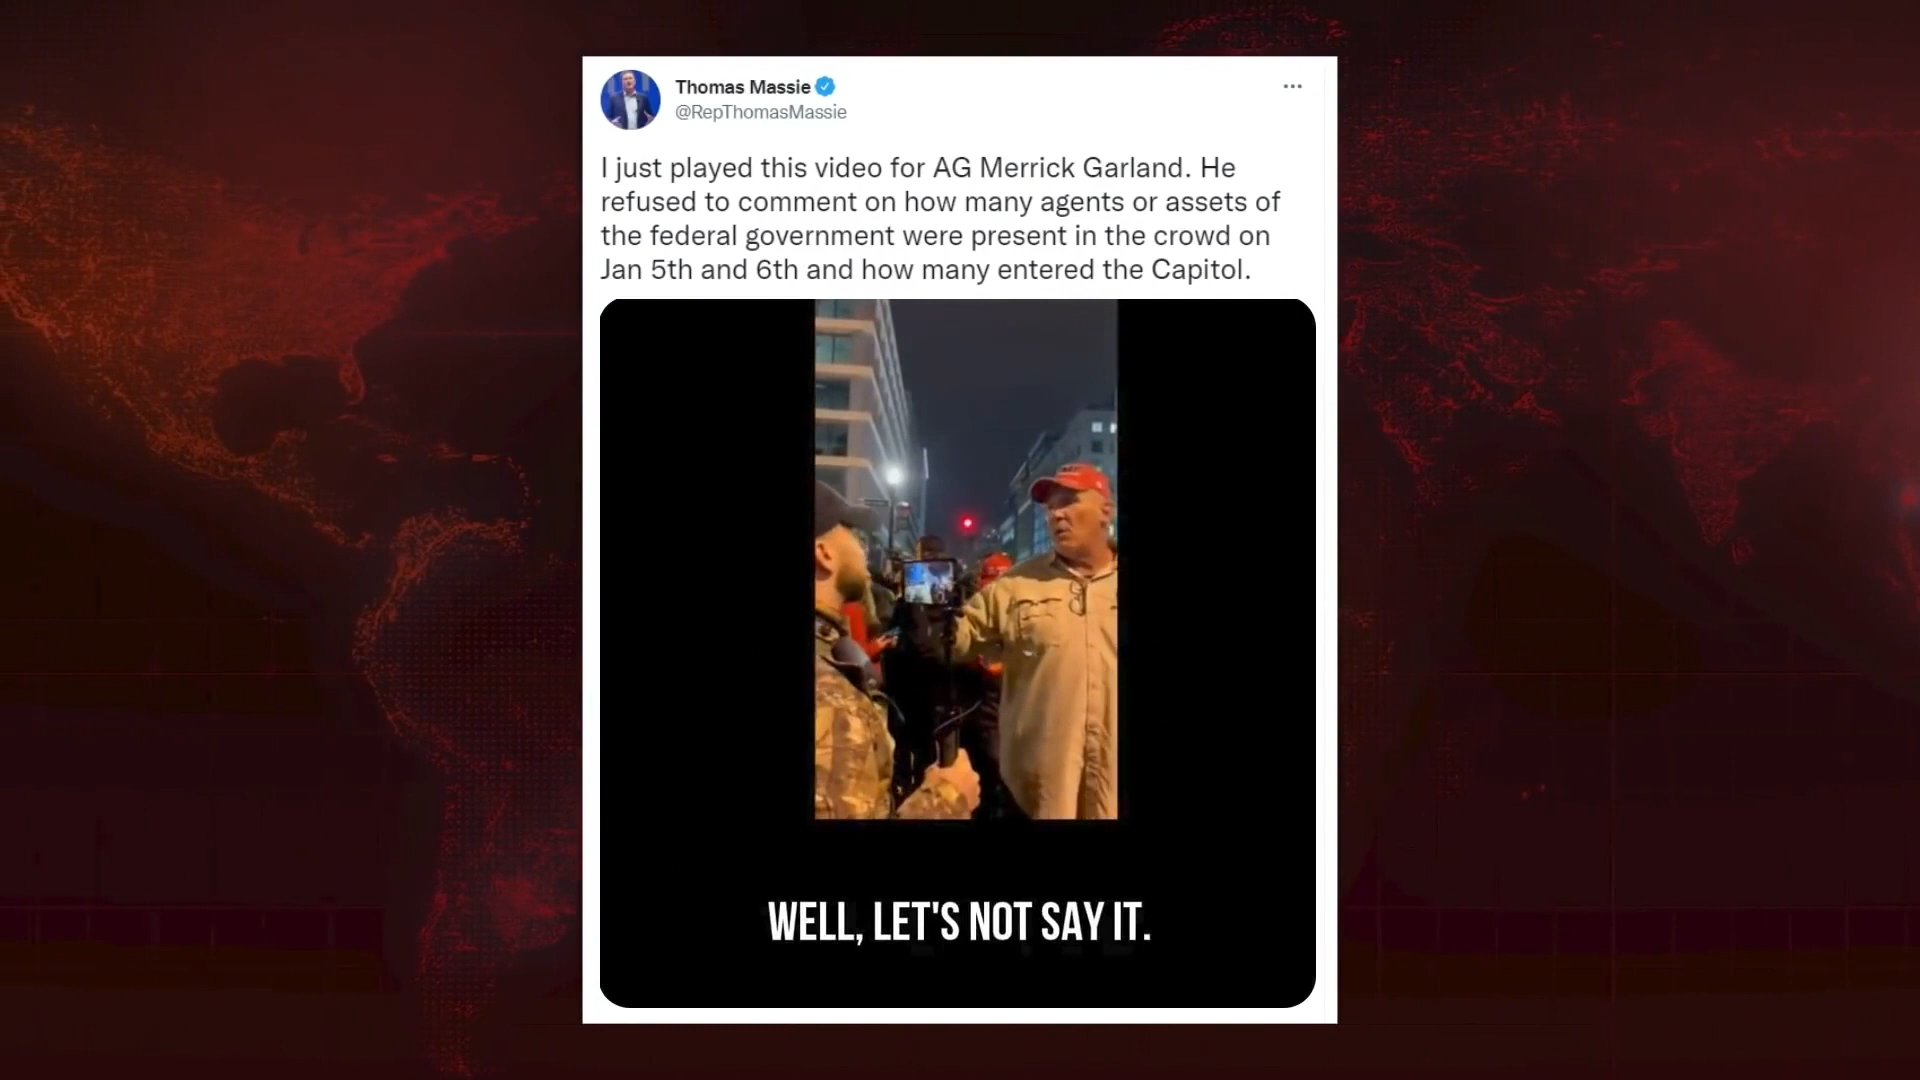 Thomas Massie
@RepThomasMassie
I just played this video for AG Merrick Garland. He
refused to comment on how many agents or assets of
the federal government were present in the crowd on
Jan 5th and 6th and how many entered the Capitol.
WELL, LET'S NOT SAY IT.